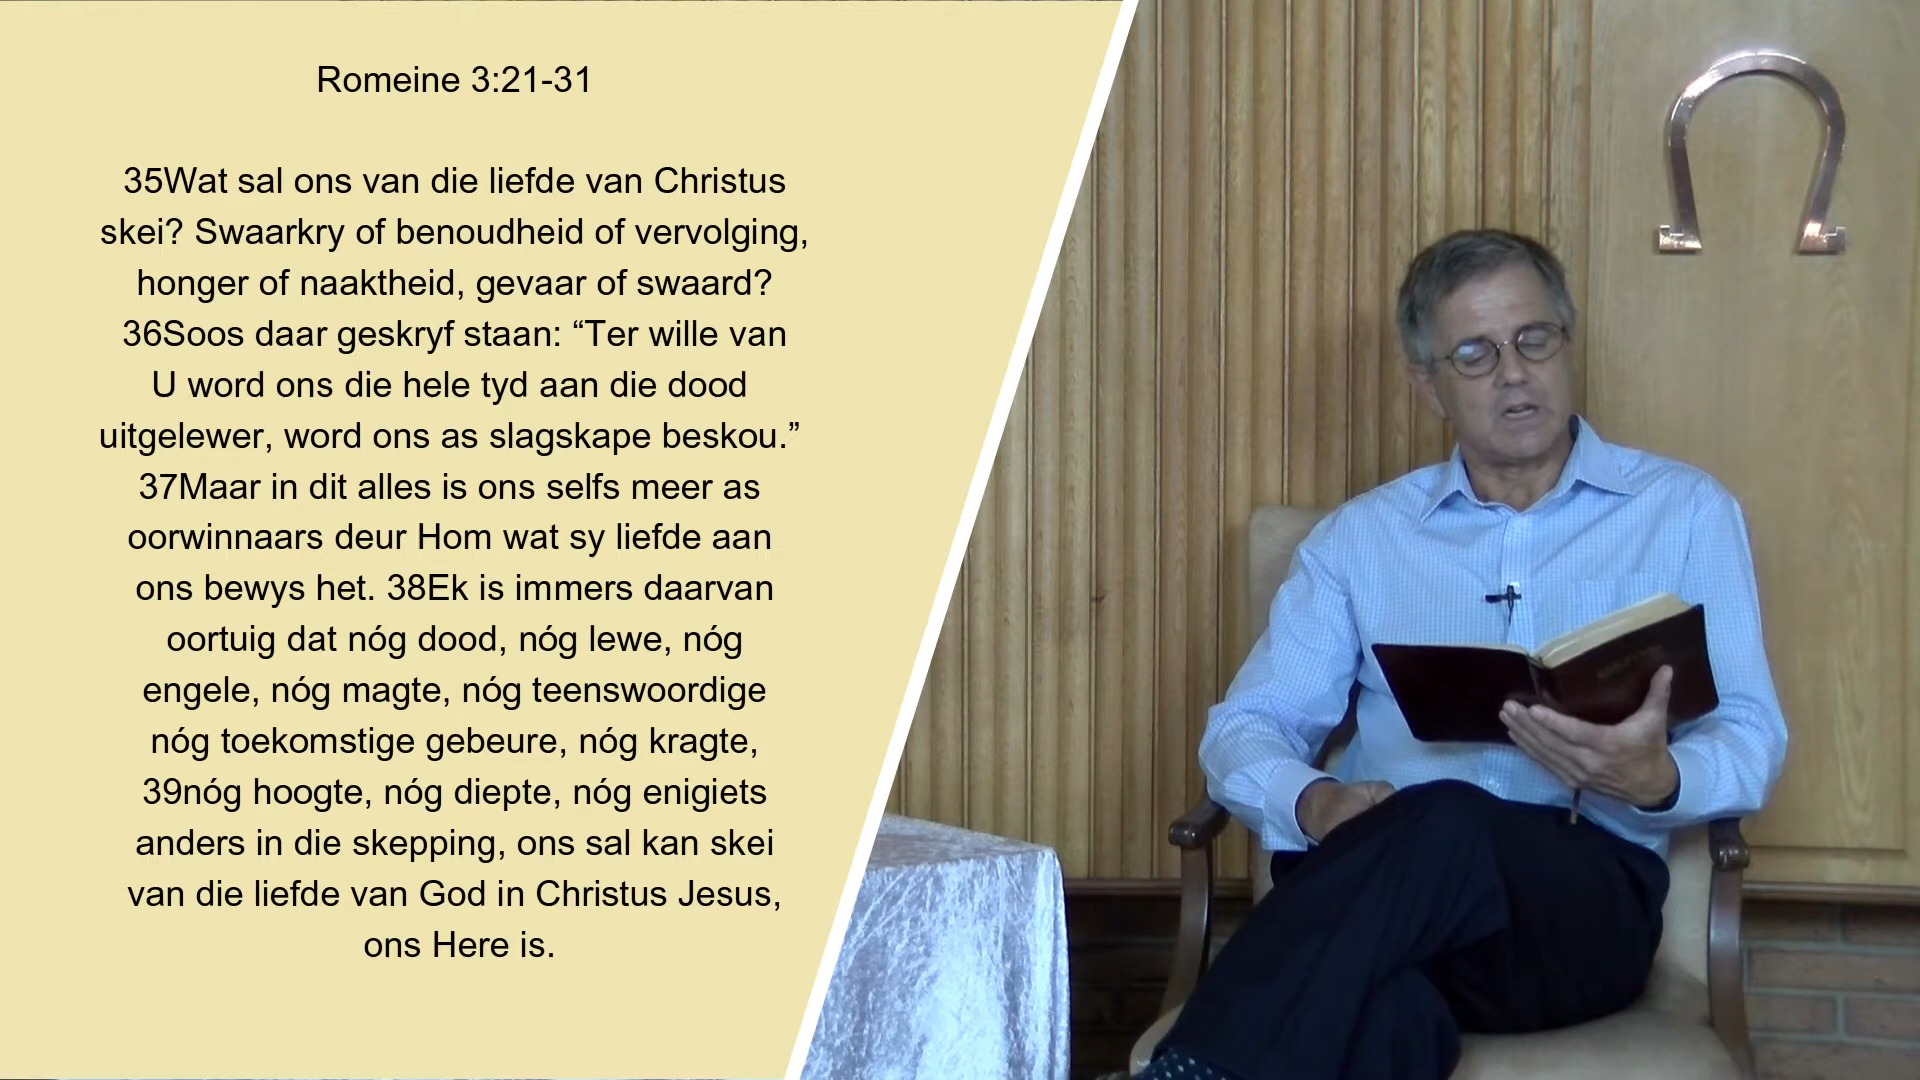 Romeine 3:21-31
35Wat sal ons van die liefde van Christus
skei? Swaarkry of benoudheid of vervolging,
honger of naaktheid, gevaar of swaard?
36Soos daar geskryf staan: “Ter wille van
U word ons die hele tyd aan die dood
uitgelewer, word ons as slagskape beskou.”
37Maar in dit alles is ons selfs meer as
oorwinnaars deur Hom wat sy liefde aan
ons bewys het. 38Ek is immers daarvan
oortuig dat nóg dood, nóg lewe, nóg
engele, nóg magte, nóg teenswoordige
nóg toekomstige gebeure, nóg kragte,
39nóg hoogte, nóg diepte, nóg enigiets
anders in die skepping, ons sal kan skei
van die liefde van God in Christus Jesus,
ons Here is.